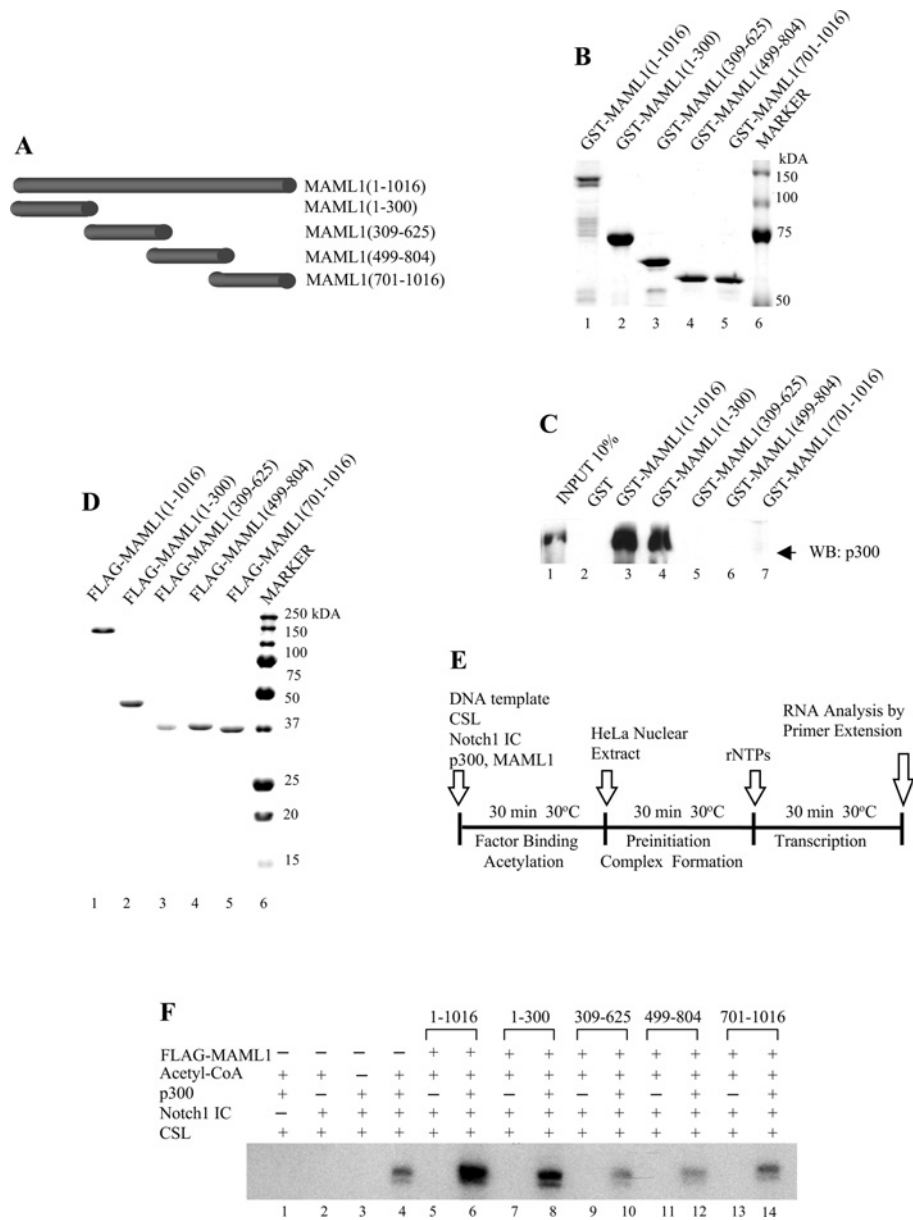 A
MAML1(1-1016)
MAML1(1-300)
MAML1(309-625)
MAML1(499-804)
MAML1(701-1016)
B
GST-MAML1(1-1016)
GST-MAML1(1-300)
GST-MAML1(309-625)
GST-MAML1(499-804)
GST-MAML1(701-1016)
MARKER
kDA
150
100
75
50
1 2 3 4 5 6
C
INPUT 10%
GST
GST-MAML1(1-1016)
GST-MAML1(1-300)
GST-MAML1(309-625)
GST-MAML1(499-804)
GST-MAML1(701-1016)
WB: p300
1 2 3 4 5 6 7
D
FLAG-MAML1(1-1016)
FLAG-MAML1(1-300)
FLAG-MAML1(309-625)
FLAG-MAML1(499-804)
FLAG-MAML1(701-1016)
MARKER
250 kDA
150
100
75
50
37
25
20
15
1 2 3 4 5 6
E
DNA template
CSL
Notch1 IC
p300, MAML1
HeLa Nuclear
Extract
rNTPs
RNA Analysis by
Primer Extension
30 min 30°C 30 min 30°C 30 min 30°C
Factor Binding
Acetylation
Preinitiation
Complex Formation
Transcription
F
1-1016 1-300 309-625 499-804 701-1016
FLAG-MAML1 − − − − + + + + + + + + + +
Acetyl-CoA + + − + + + + + + + + + + +
p300 + − + + − + − + − + − + − +
Notch1 IC − + + + + + + + + + + + + +
CSL + + + + + + + + + + + + + +
1 2 3 4 5 6 7 8 9 10 11 12 13 14